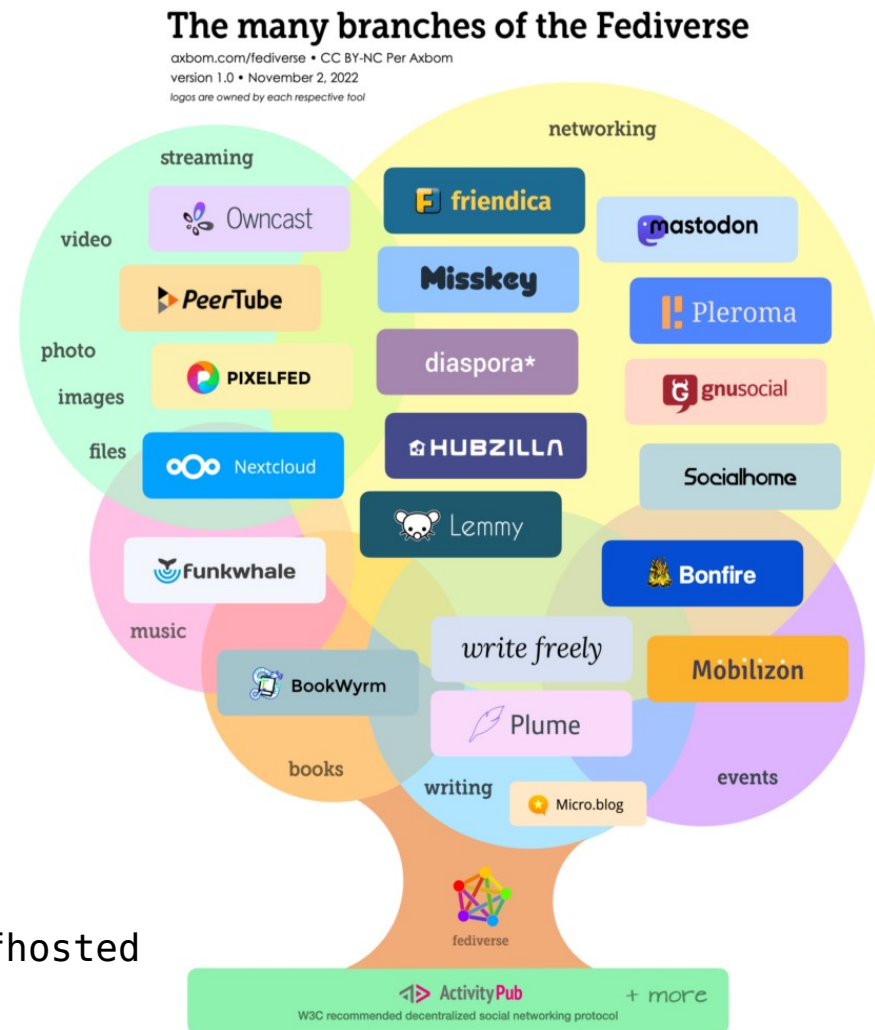 The many branches of the Fediverse
axbom.com/fediverse • CC BY-NC Per Axbom
version 1.0 • November 2, 2022
logos are owned by each respective tool
networking
streaming
friendica
Owncast
mastodon
video
Misskey
PeerTube
Pleroma
photo
diaspora*
PIXELFED
gnusocial
images
HUBZILLA
files
Nextcloud
Socialhome
Lemmy
Funkwhale
Bonfire
music
write freely
Mobilizon
BookWyrm
Plume
books
events
writing
Micro.blog
fediverse
fhosted
ActivityPub
+ more
W3C recommended decentralized social networking protocol